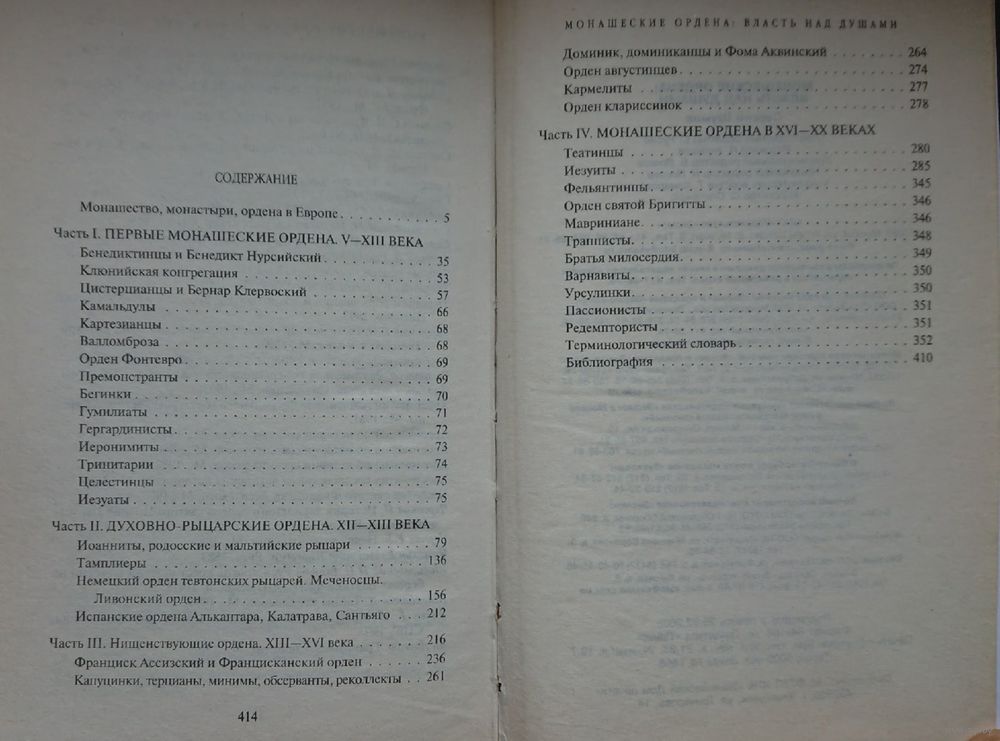 СОДЕРЖАНИЕ
Монашество, монастыри, ордена в Европе . . . . . . . . . . 5
Часть I. ПЕРВЫЕ МОНАШЕСКИЕ ОРДЕНА. V—XIII ВЕКА
Бенедиктинцы и Бенедикт Нурсийский . . . . . . . . . . 35
Клюнийская конгрегация . . . . . . . . . . 53
Цистерцианцы и Бернар Клервоский . . . . . . . . . . 57
Камальдулы . . . . . . . . . . 66
Картезианцы . . . . . . . . . . 68
Валломброза . . . . . . . . . . 68
Орден Фонтевро . . . . . . . . . . 69
Премонстранты . . . . . . . . . . 69
Бегинки . . . . . . . . . . 70
Гумилиаты . . . . . . . . . . 71
Гергардинисты . . . . . . . . . . 72
Иеронимиты . . . . . . . . . . 73
Тринитарии . . . . . . . . . . 74
Целестинцы . . . . . . . . . . 75
Иезуаты . . . . . . . . . . 75
Часть II. ДУХОВНО-РЫЦАРСКИЕ ОРДЕНА. XII—XIII ВЕКА
Иоанниты, родосские и мальтийские рыцари . . . . . . . . 79
Тамплиеры . . . . . . . . . . 136
Немецкий орден тевтонских рыцарей. Меченосцы.
Ливонский орден . . . . . . . . . . 156
Испанские ордена Алькантара, Калатрава, Сантьяго . . . . 212
Часть III. Нищенствующие ордена. XIII—XVI века . . . . . . . 216
Франциск Ассизский и Францисканский орден . . . . . . 236
Капуцинки, терцианы, минимы, обсерванты, реколлекты . . 261
414
МОНАШЕСКИЕ ОРДЕНА: ВЛАСТЬ НАД ДУШАМИ
Доминик, доминиканцы и Фома Аквинский . . . . . . . . 264
Орден августинцев . . . . . . . . . . 274
Кармелиты . . . . . . . . . . 277
Орден клариссинок . . . . . . . . . . 278
Часть IV. МОНАШЕСКИЕ ОРДЕНА В XVI—XX ВЕКАХ
Театинцы . . . . . . . . . . 280
Иезуиты . . . . . . . . . . 285
Фельянтинцы . . . . . . . . . . 345
Орден святой Бригитты . . . . . . . . . . 346
Мавриниане . . . . . . . . . . 346
Трапписты . . . . . . . . . . 348
Братья милосердия . . . . . . . . . . 349
Варнавиты . . . . . . . . . . 350
Урсулинки . . . . . . . . . . 350
Пассионисты . . . . . . . . . . 351
Редемптористы . . . . . . . . . . 351
Терминологический словарь . . . . . . . . . . 352
Библиография . . . . . . . . . . 410